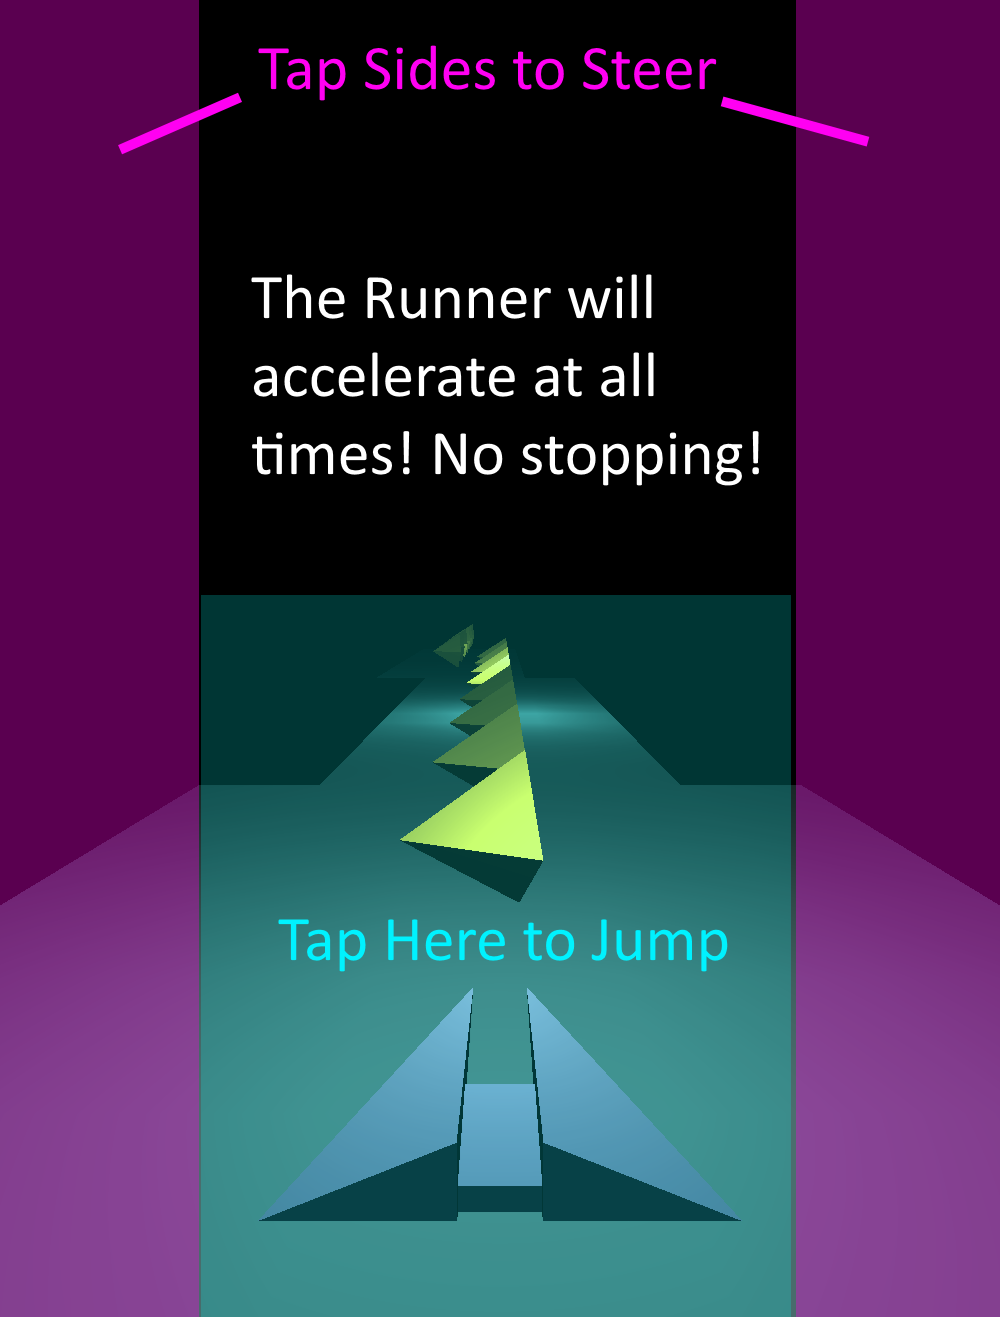 Tap Sides to Steer
The Runner will
accelerate at all
times! No stopping!
Tap Here to Jump